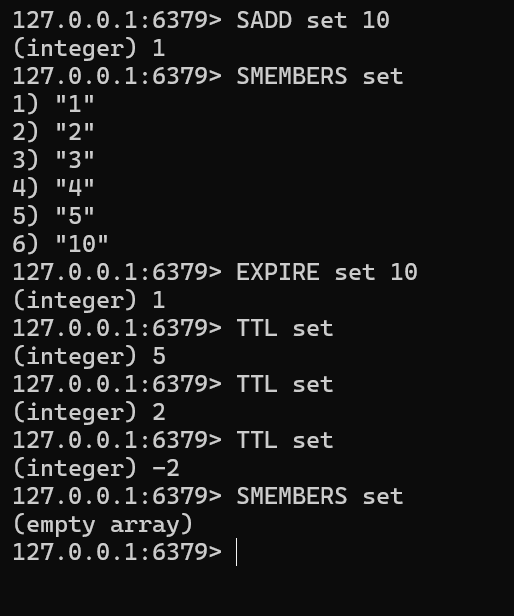 127.0.0.1:6379> SADD set 10
(integer) 1
127.0.0.1:6379> SMEMBERS set
1) "1"
2) "2"
3) "3"
4) "4"
5) "5"
6) "10"
127.0.0.1:6379> EXPIRE set 10
(integer) 1
127.0.0.1:6379> TTL set
(integer) 5
127.0.0.1:6379> TTL set
(integer) 2
127.0.0.1:6379> TTL set
(integer) -2
127.0.0.1:6379> SMEMBERS set
(empty array)
127.0.0.1:6379>